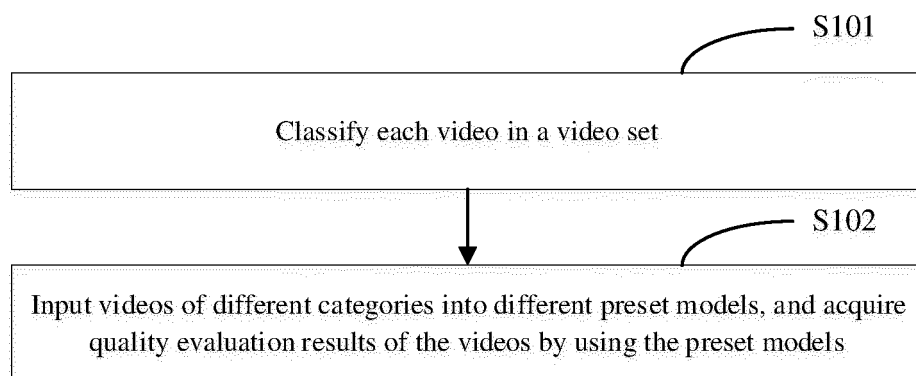 S101
Classify each video in a video set
S102
Input videos of different categories into different preset models, and acquire
quality evaluation results of the videos by using the preset models